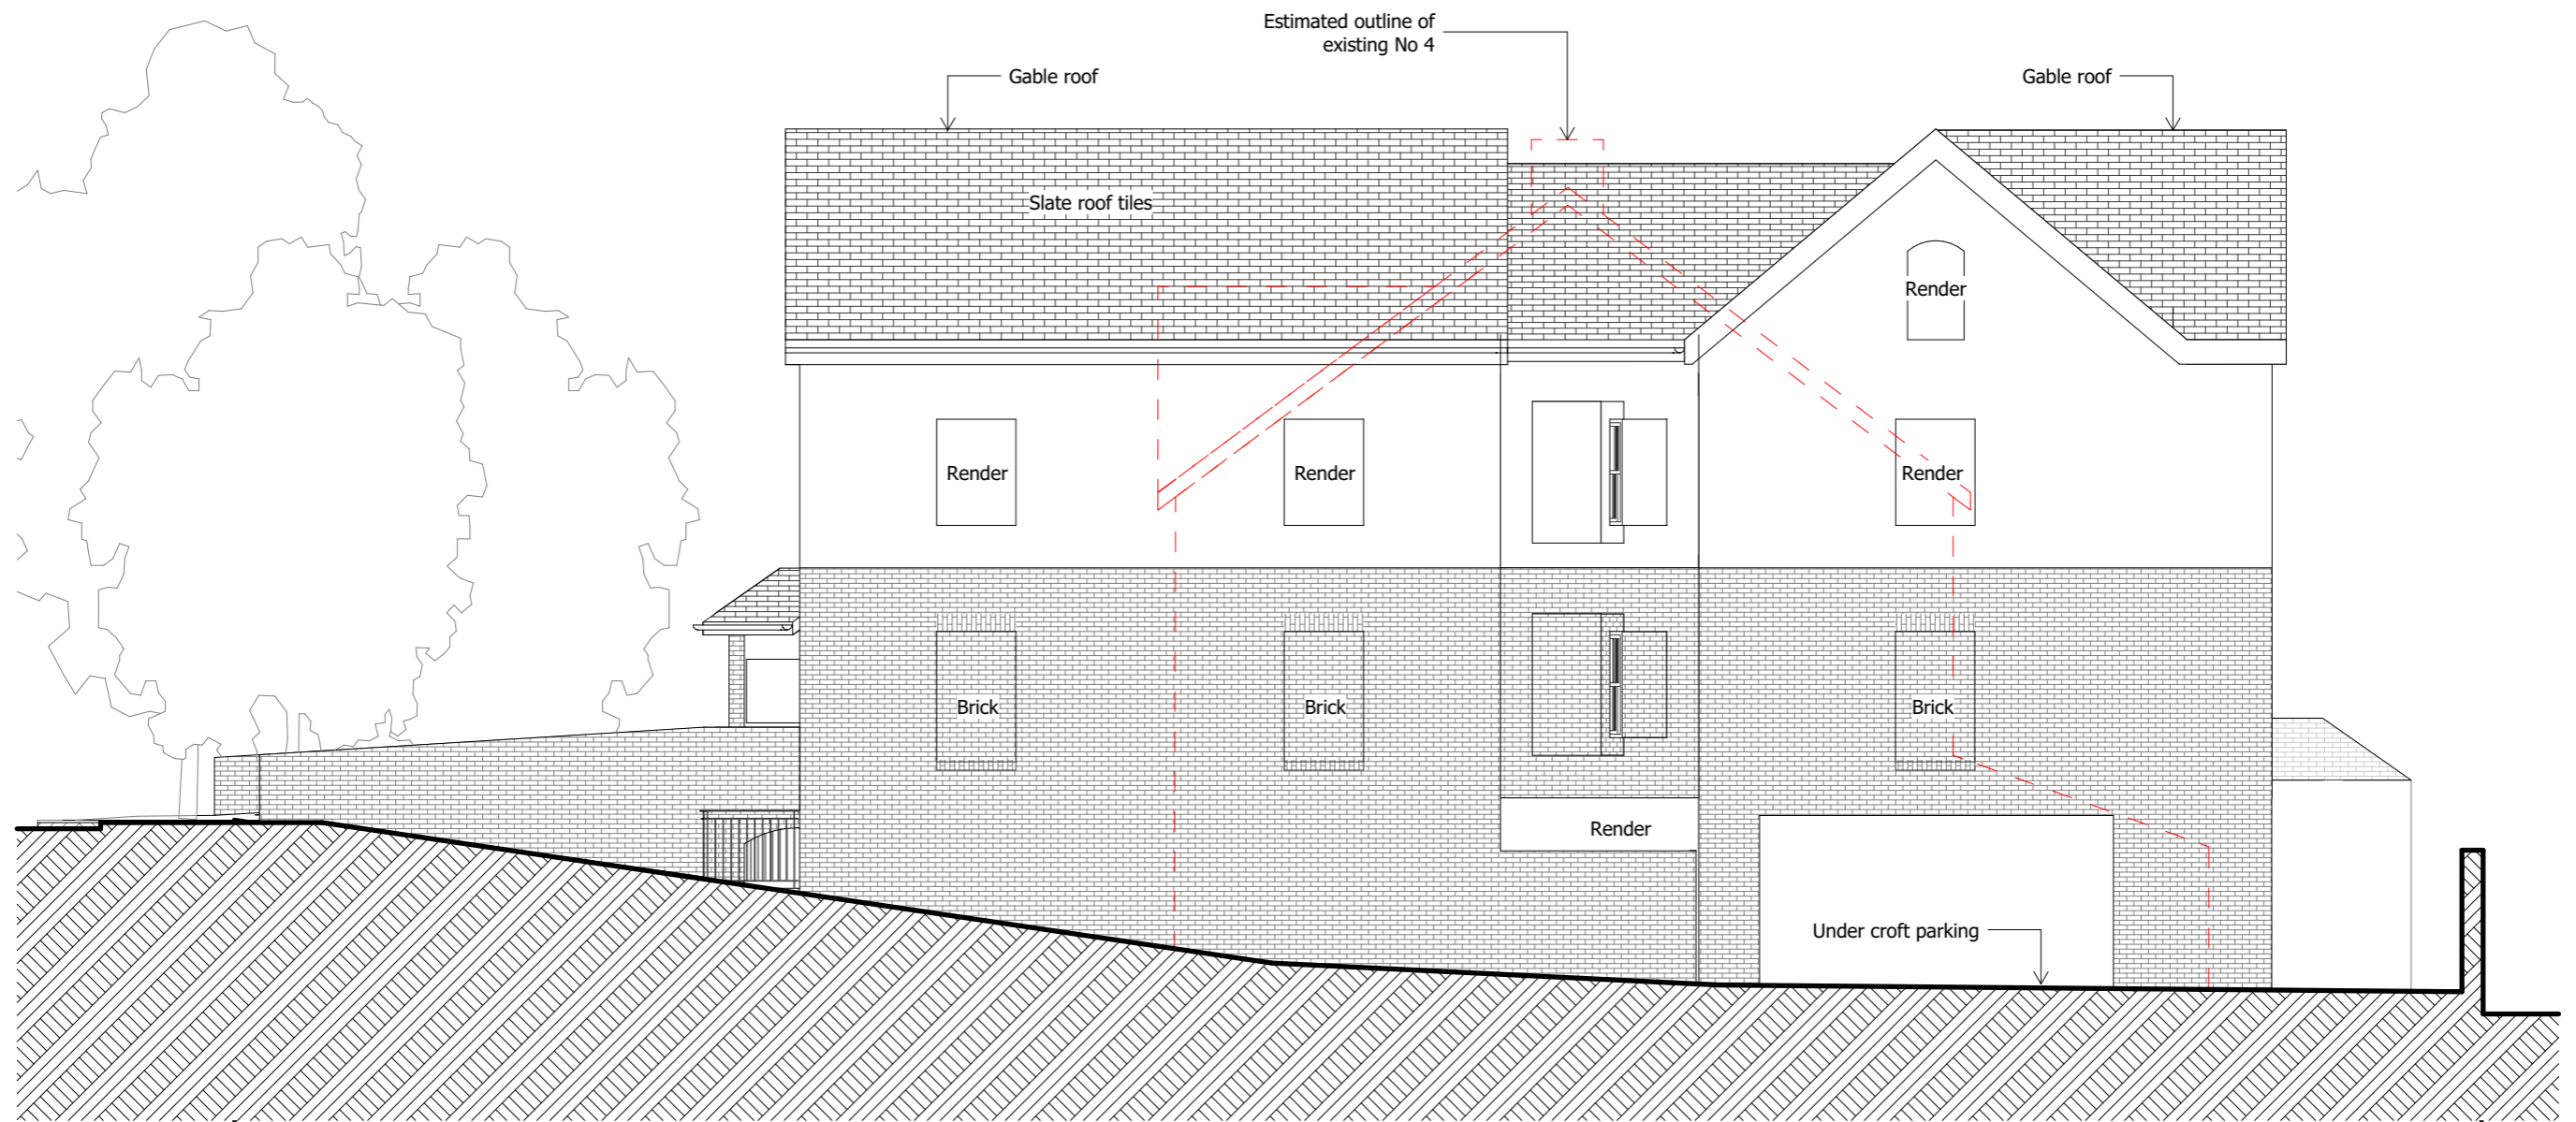 Estimated outline of
existing No 4
Gable roof
Gable roof
Slate roof tiles
Render
Render
Render
Render
Brick
Brick
Brick
Render
Under croft parking